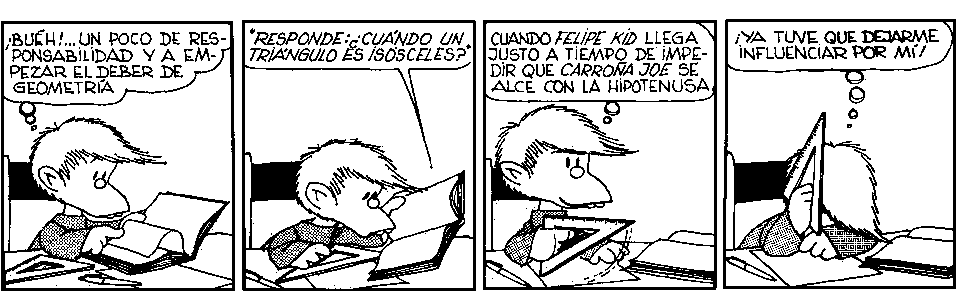 ¡BUÉH!... UN POCO DE RES-
PONSABILIDAD Y A EM-
PEZAR EL DEBER DE
GEOMETRÍA
"RESPONDE: ¿CUÁNDO UN
TRIÁNGULO ES ISÓSCELES?"
CUANDO FELIPE KID LLEGA
JUSTO A TIEMPO DE IMPE-
DIR QUE CARROÑA JOE SE
ALCE CON LA HIPOTENUSA
¡YA TUVE QUE DEJARME
INFLUENCIAR POR MÍ!